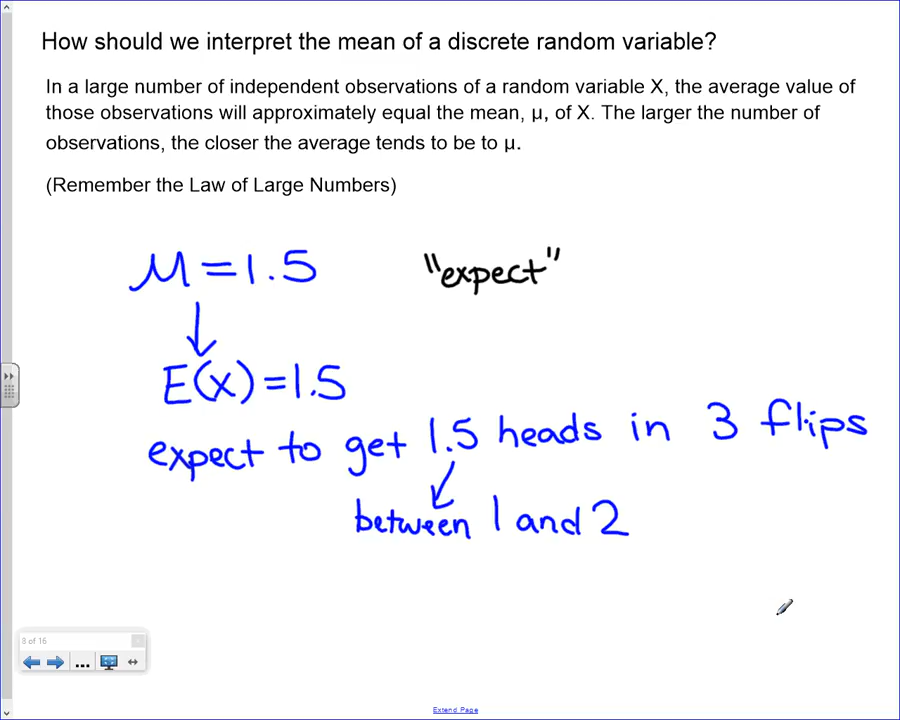 How should we interpret the mean of a discrete random variable?
In a large number of independent observations of a random variable X, the average value of
those observations will approximately equal the mean, µ, of X. The larger the number of
observations, the closer the average tends to be to µ.
(Remember the Law of Large Numbers)
µ = 1.5 "expect"
E(x) = 1.5
expect to get 1.5 heads in 3 flips
between 1 and 2
3 of 16
Extend Page